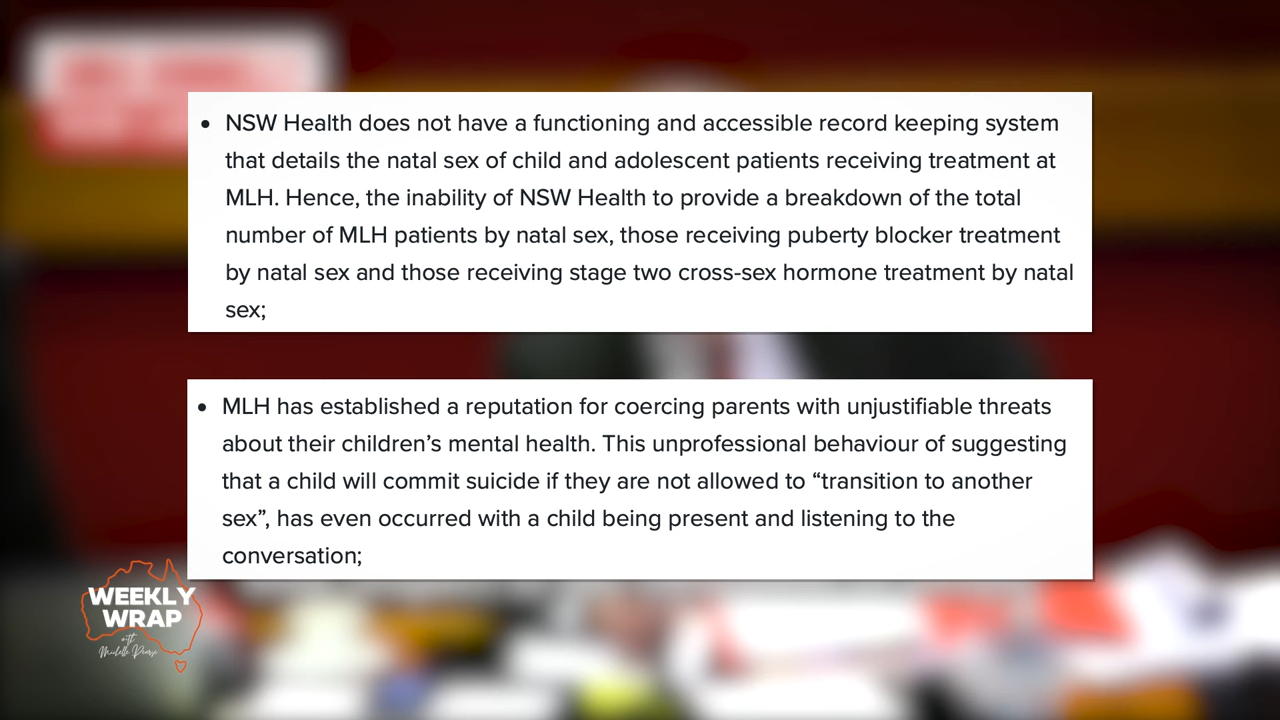 • NSW Health does not have a functioning and accessible record keeping system
that details the natal sex of child and adolescent patients receiving treatment at
MLH. Hence, the inability of NSW Health to provide a breakdown of the total
number of MLH patients by natal sex, those receiving puberty blocker treatment
by natal sex and those receiving stage two cross-sex hormone treatment by natal
sex;
• MLH has established a reputation for coercing parents with unjustifiable threats
about their children’s mental health. This unprofessional behaviour of suggesting
that a child will commit suicide if they are not allowed to “transition to another
sex”, has even occurred with a child being present and listening to the
conversation;
WEEKLY
WRAP
with
Michelle Pearse